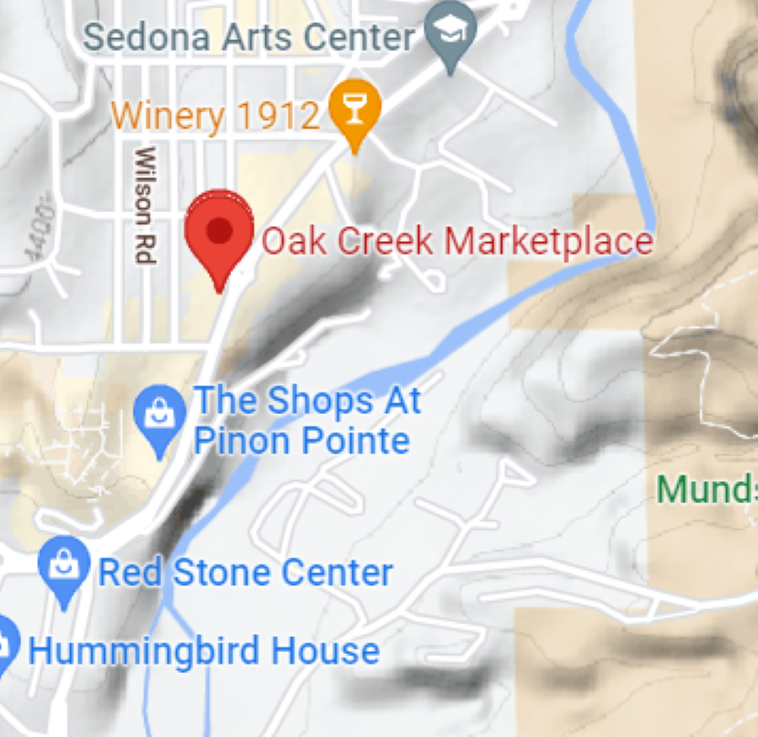 Sedona Arts Center
Winery 1912
Wilson Rd
4400
Oak Creek Marketplace
The Shops At
Pinon Pointe
Munds
Red Stone Center
Hummingbird House